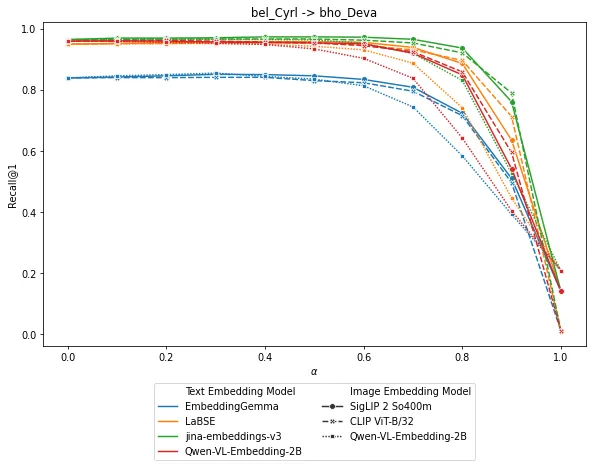 bel_Cyrl -> bho_Deva
1.0
0.8
0.6
0.4
0.2
0.0
Recall@1
0.0 0.2 0.4 0.6 0.8 1.0
α
Text Embedding Model
EmbeddingGemma
LaBSE
jina-embeddings-v3
Qwen-VL-Embedding-2B
Image Embedding Model
SigLIP 2 So400m
CLIP ViT-B/32
Qwen-VL-Embedding-2B